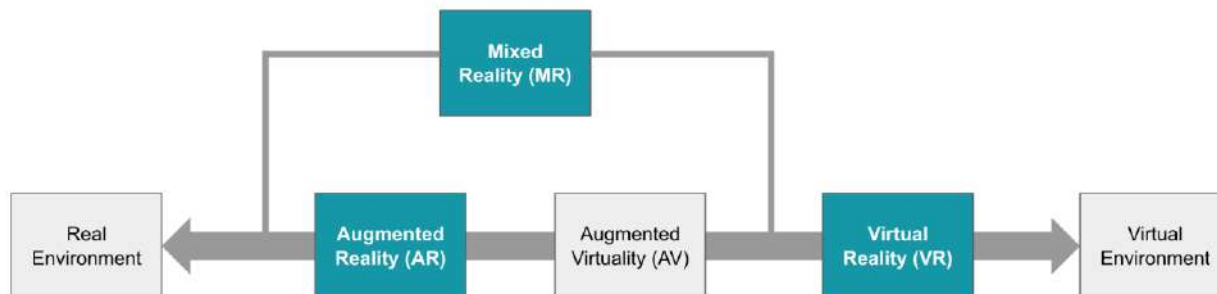 Mixed
Reality (MR)
Real
Environment
Augmented
Reality (AR)
Augmented
Virtuality (AV)
Virtual
Reality (VR)
Virtual
Environment